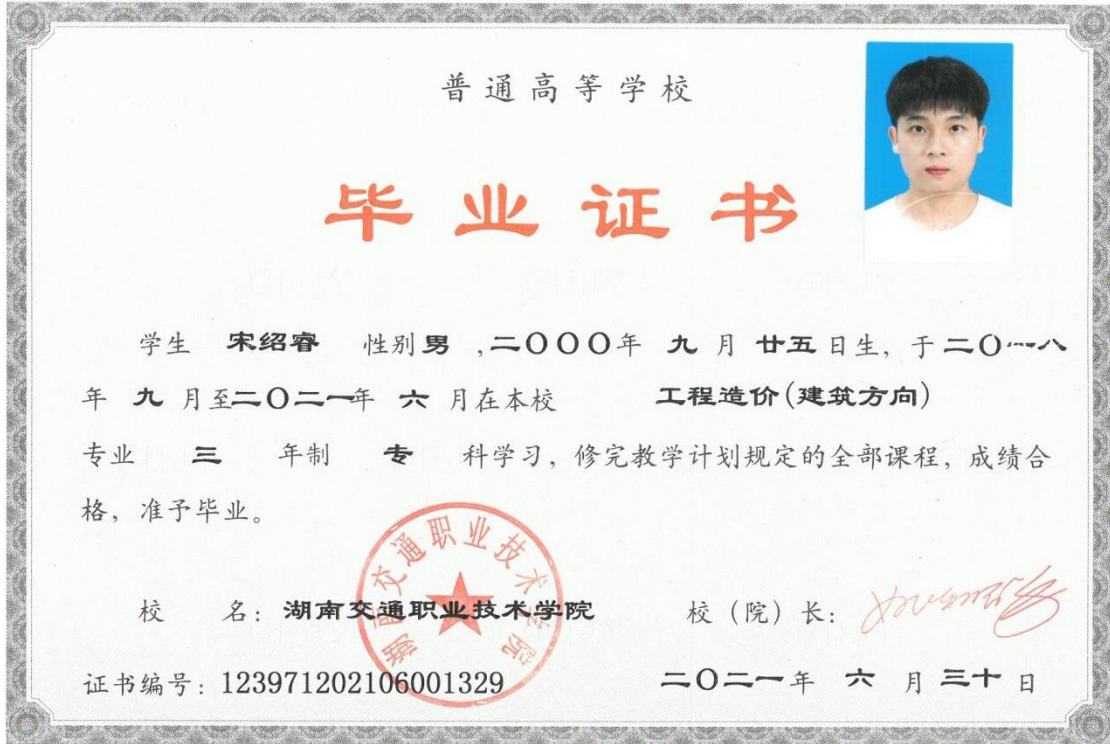 普通高等学校
毕业证书
学生 宋绍睿 性别男,二〇〇〇年 九 月 廿五日生,于二〇一八
年 九 月至二〇二一年 六 月在本校 工程造价(建筑方向)
专业 三 年制 专 科学习,修完教学计划规定的全部课程,成绩合
格,准予毕业。
湖南交通职业技术学院
校 名:湖南交通职业技术学院 校(院)长:
证书编号:123971202106001329 二〇二一年 六 月 三十 日